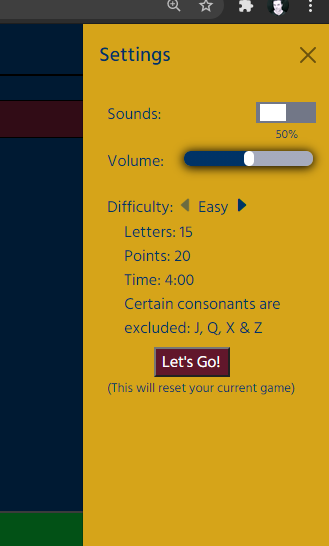 Settings
Sounds:
50%
Volume:
Difficulty: Easy
Letters: 15
Points: 20
Time: 4:00
Certain consonants are
excluded: J, Q, X & Z
Let's Go!
(This will reset your current game)